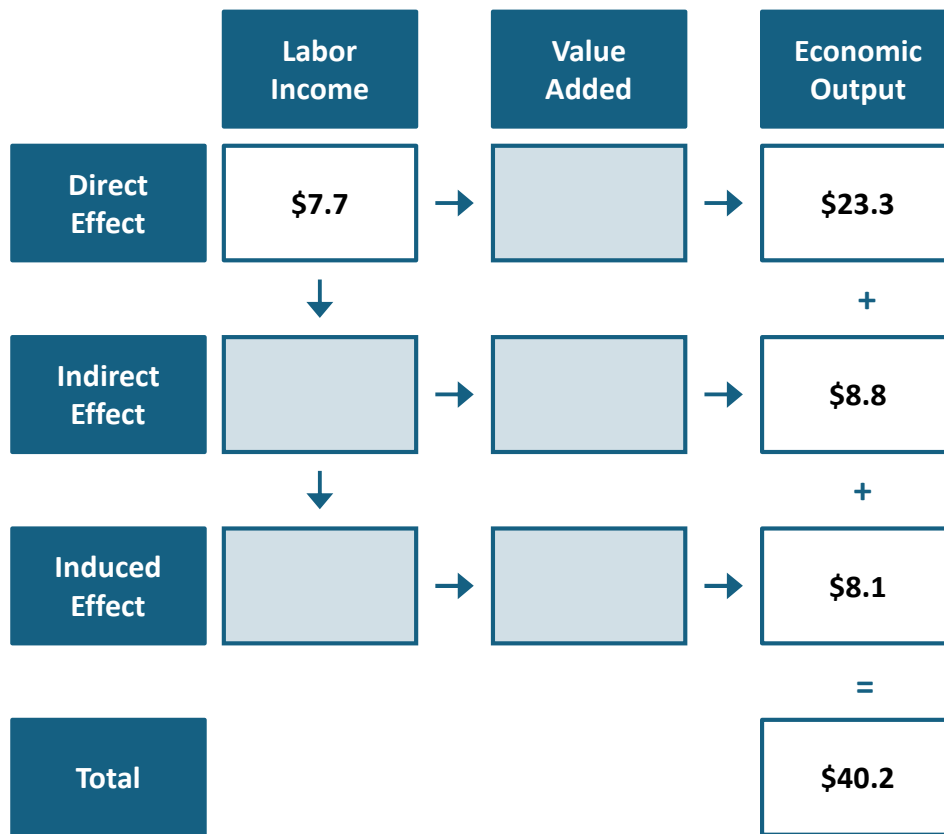 Labor
Income
Value
Added
Economic
Output
Direct
Effect
$7.7
$23.3
+
Indirect
Effect
$8.8
+
Induced
Effect
$8.1
=
Total
$40.2